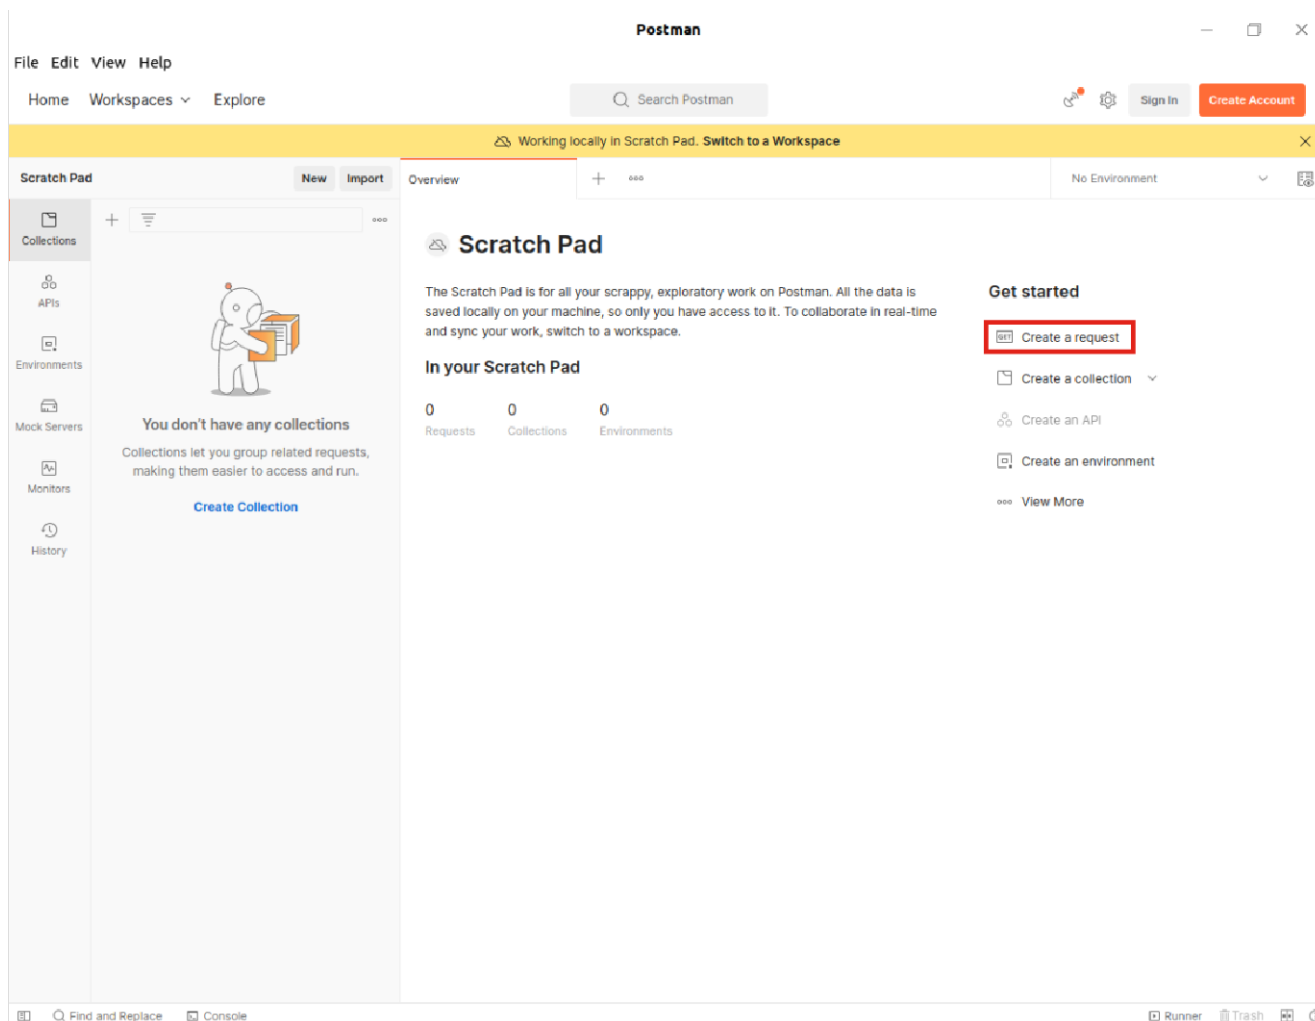 Postman
File Edit View Help
Home Workspaces Explore
Search Postman
Sign In
Create Account
Working locally in Scratch Pad. Switch to a Workspace
Scratch Pad
New Import
Overview
No Environment
Collections
APIs
Environments
Mock Servers
Monitors
History
You don't have any collections
Collections let you group related requests,
making them easier to access and run.
Create Collection
Scratch Pad
The Scratch Pad is for all your scrappy, exploratory work on Postman. All the data is
saved locally on your machine, so only you have access to it. To collaborate in real-time
and sync your work, switch to a workspace.
In your Scratch Pad
0 0 0
Requests Collections Environments
Get started
GET Create a request
Create a collection
Create an API
Create an environment
View More
Find and Replace Console
Runner Trash